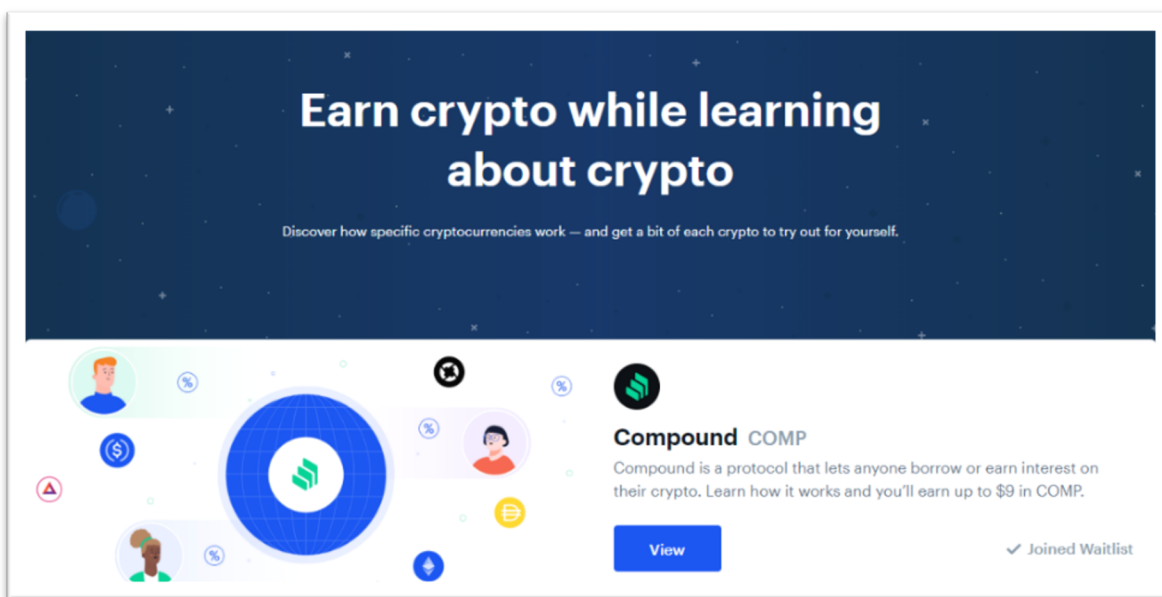 Earn crypto while learning
about crypto
Discover how specific cryptocurrencies work — and get a bit of each crypto to try out for yourself.
Compound COMP
Compound is a protocol that lets anyone borrow or earn interest on
their crypto. Learn how it works and you'll earn up to $9 in COMP.
View
Joined Waitlist